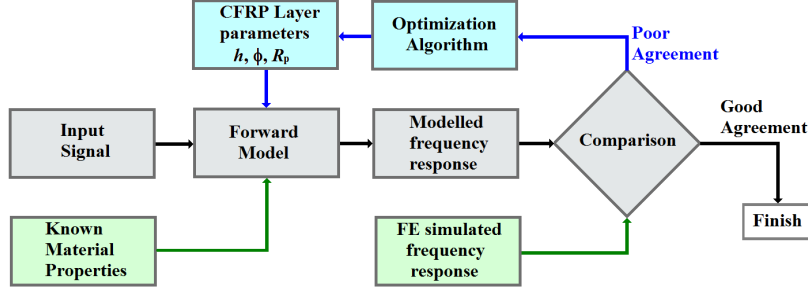 CFRP Layer
parameters
h, ϕ, Rp
Optimization
Algorithm
Poor
Agreement
Input
Signal
Forward
Model
Modelled
frequency
response
Comparison
Good
Agreement
Known
Material
Properties
FE simulated
frequency
response
Finish